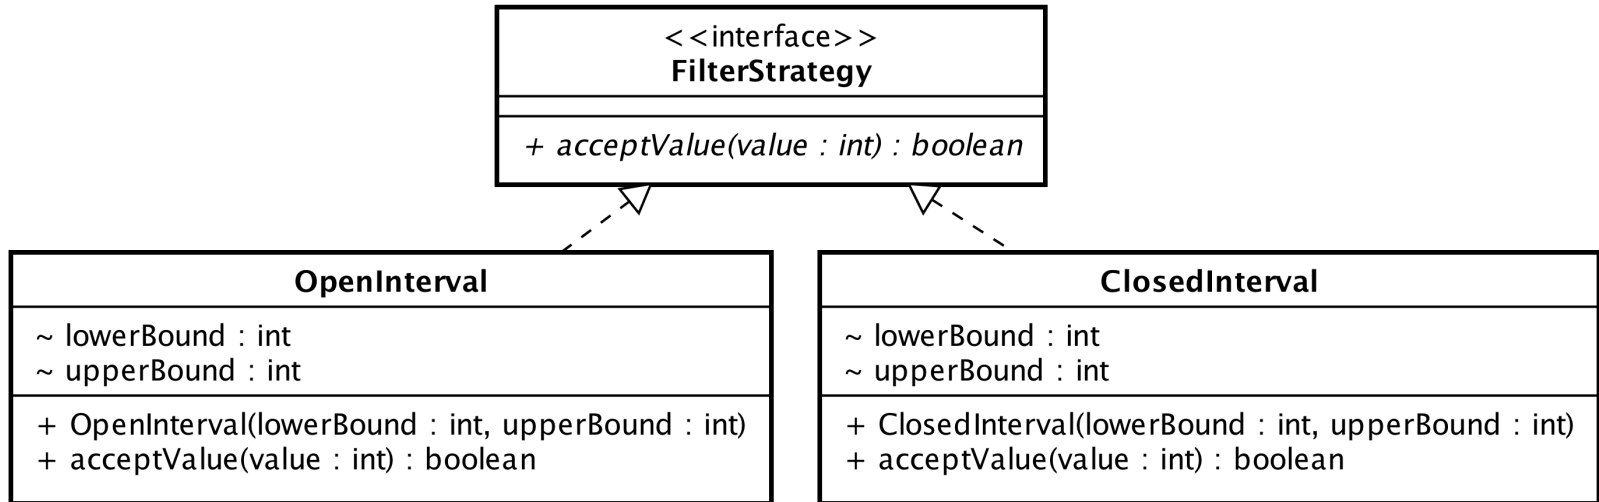 <<interface>>
FilterStrategy
+ acceptValue(value : int) : boolean
OpenInterval
~ lowerBound : int
~ upperBound : int
+ OpenInterval(lowerBound : int, upperBound : int)
+ acceptValue(value : int) : boolean
ClosedInterval
~ lowerBound : int
~ upperBound : int
+ ClosedInterval(lowerBound : int, upperBound : int)
+ acceptValue(value : int) : boolean